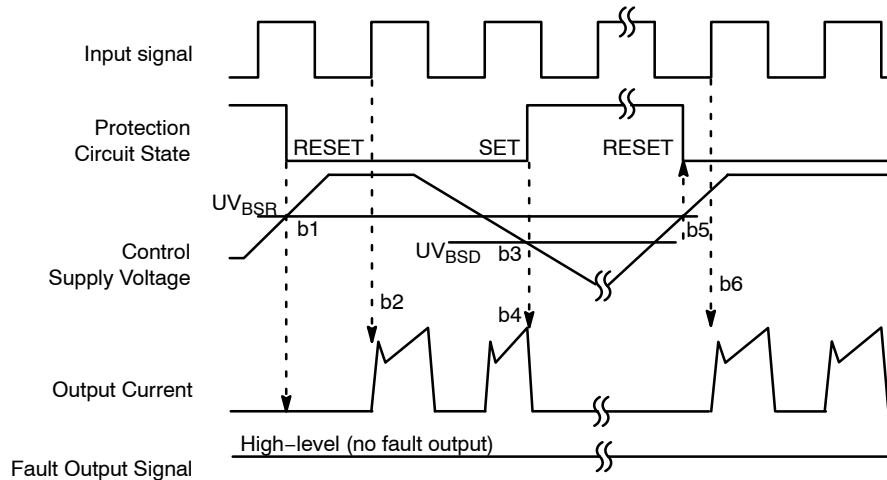 Input signal
Protection
Circuit State
RESET
SET
RESET
UVBSR
b1
UVBSD
b3
b5
Control
Supply Voltage
b2
b4
b6
Output Current
High−level (no fault output)
Fault Output Signal